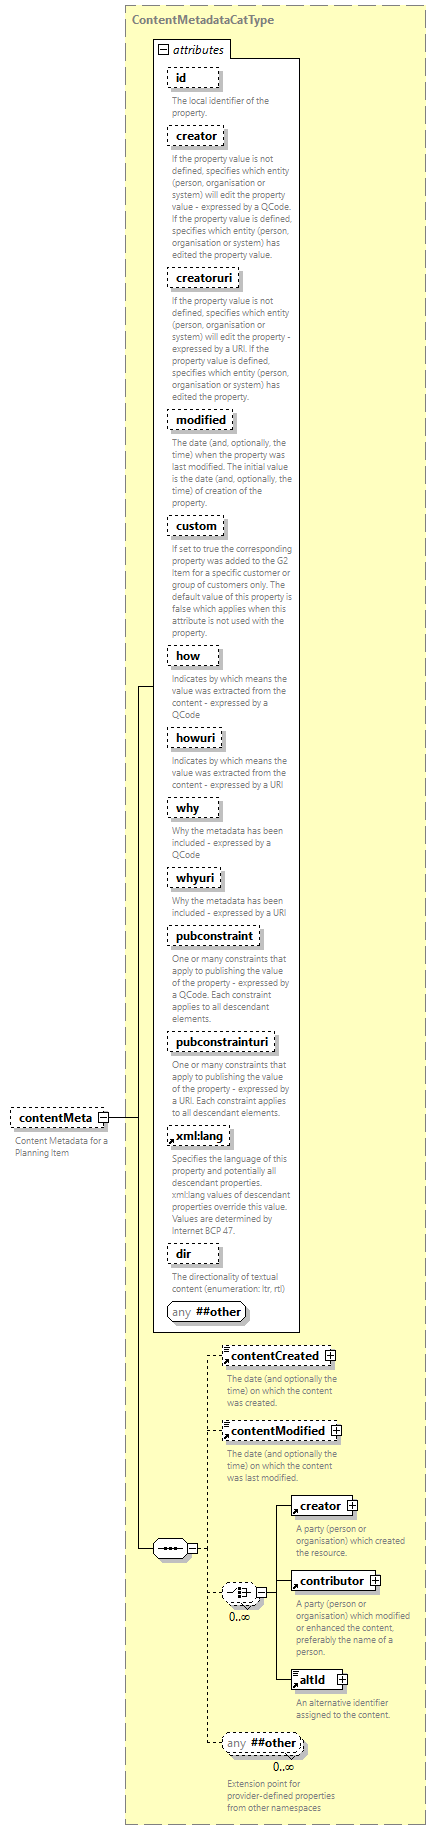 ContentMetadataCatType
attributes
id
The local identifier of the
property.
creator
If the property value is not
defined, specifies which entity
(person, organisation or
system) will edit the property
value - expressed by a QCode.
If the property value is defined,
specifies which entity (person,
organisation or system) has
edited the property value.
creatoruri
If the property value is not
defined, specifies which entity
(person, organisation or
system) will edit the property -
expressed by a URI. If the
property value is defined,
specifies which entity (person,
organisation or system) has
edited the property.
modified
The date (and, optionally, the
time) when the property was
last modified. The initial value
is the date (and, optionally, the
time) of creation of the
property.
custom
If set to true the corresponding
property was added to the G2
Item for a specific customer or
group of customers only. The
default value of this property is
false which applies when this
attribute is not used with the
property.
how
Indicates by which means the
value was extracted from the
content - expressed by a
QCode
howuri
Indicates by which means the
value was extracted from the
content - expressed by a URI
why
Why the metadata has been
included - expressed by a
QCode
whyuri
Why the metadata has been
included - expressed by a URI
pubconstraint
One or many constraints that
apply to publishing the value
of the property - expressed by
a QCode. Each constraint
applies to all descendant
elements.
pubconstrainturi
One or many constraints that
apply to publishing the value
of the property - expressed by
a URI. Each constraint applies
to all descendant elements.
contentMeta
Content Metadata for a
Planning Item
xml:lang
Specifies the language of this
property and potentially all
descendant properties.
xml:lang values of descendant
properties override this value.
Values are determined by
Internet BCP 47.
dir
The directionality of textual
content (enumeration: ltr, rtl)
any ##other
contentCreated
The date (and optionally the
time) on which the content
was created.
contentModified
The date (and optionally the
time) on which the content
was last modified.
creator
A party (person or
organisation) which created
the resource.
contributor
A party (person or
organisation) which modified
or enhanced the content,
preferably the name of a
person.
0..∞
altId
An alternative identifier
assigned to the content.
any ##other
0..∞
Extension point for
provider-defined properties
from other namespaces